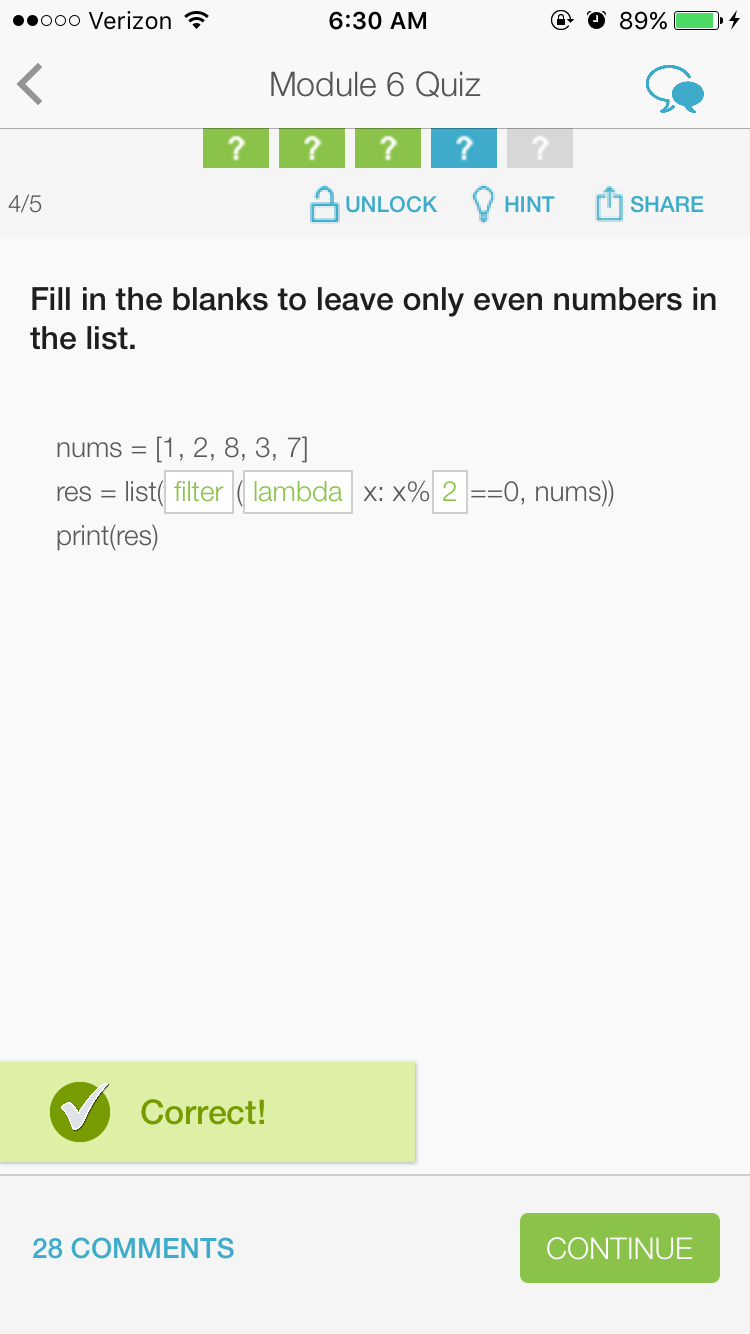 Verizon 6:30 AM 89%
Module 6 Quiz
? ? ? ? ?
4/5 UNLOCK HINT SHARE
Fill in the blanks to leave only even numbers in
the list.
nums = [1, 2, 8, 3, 7]
res = list(filter (lambda x: x% 2 ==0, nums))
print(res)
Correct!
28 COMMENTS CONTINUE